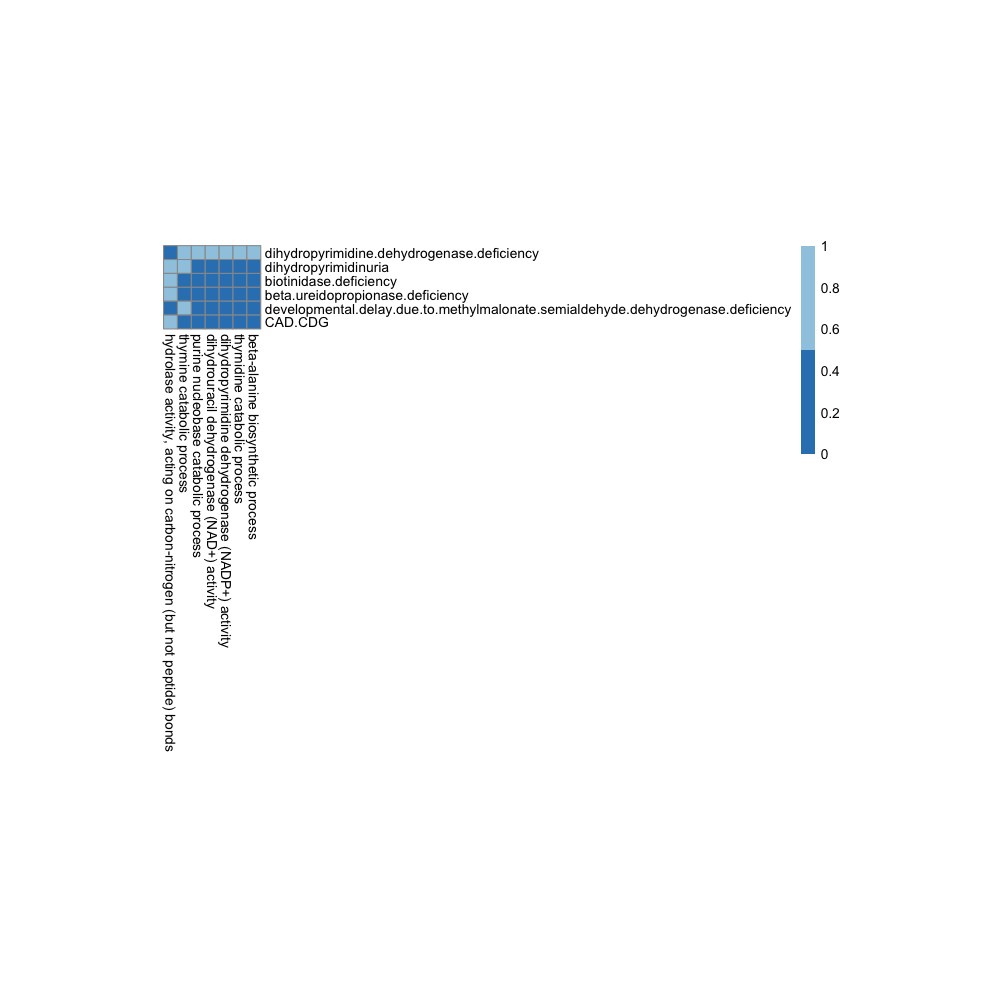 dihydropyrimidine.dehydrogenase.deficiency
dihydropyrimidinuria
biotinidase.deficiency
beta.ureidopropionase.deficiency
developmental.delay.due.to.methylmalonate.semialdehyde.dehydrogenase.deficiency
CAD.CDG
hydrolase activity, acting on carbon-nitrogen (but not peptide) bonds
thymine catabolic process
purine nucleobase catabolic process
dihydrouracil dehydrogenase (NAD+) activity
dihydropyrimidine dehydrogenase (NADP+) activity
thymidine catabolic process
beta-alanine biosynthetic process
1
0.8
0.6
0.4
0.2
0